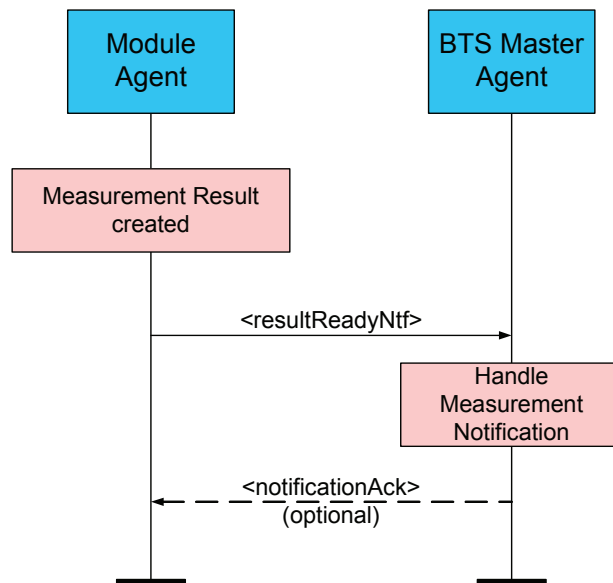 Module
Agent
BTS Master
Agent
Measurement Result
created
<resultReadyNtf>
Handle
Measurement
Notification
<notificationAck>
(optional)